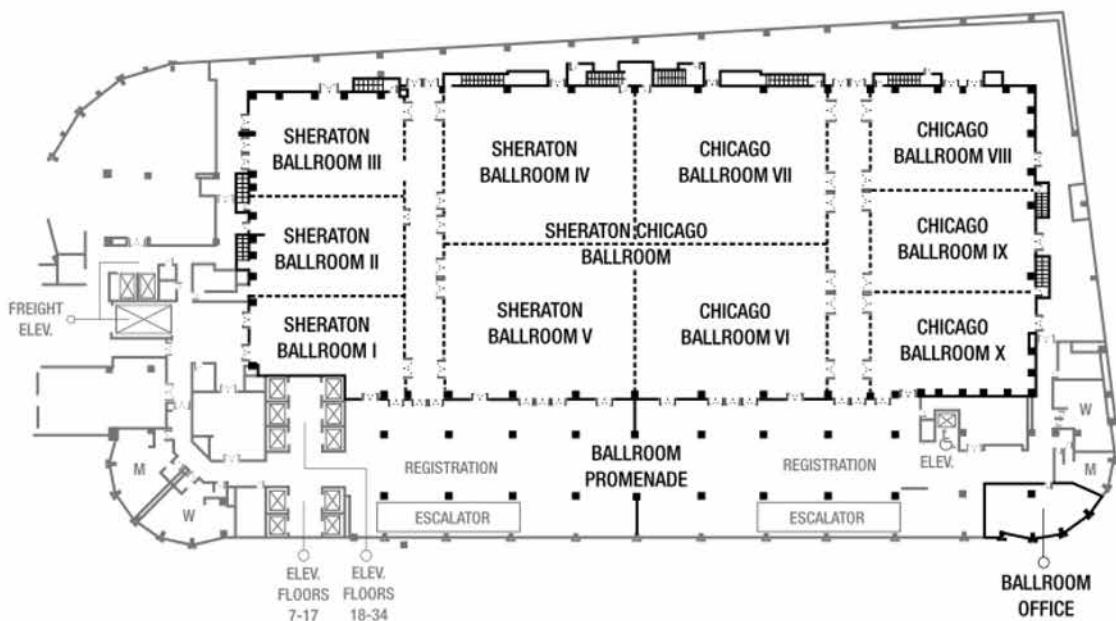 SHERATON
BALLROOM III
SHERATON
BALLROOM IV
CHICAGO
BALLROOM VII
CHICAGO
BALLROOM VIII
SHERATON
BALLROOM II
SHERATON CHICAGO
BALLROOM
CHICAGO
BALLROOM IX
FREIGHT
ELEV.
SHERATON
BALLROOM I
SHERATON
BALLROOM V
CHICAGO
BALLROOM VI
CHICAGO
BALLROOM X
W
M
REGISTRATION
BALLROOM
PROMENADE
REGISTRATION
ELEV.
M
W
ESCALATOR
ESCALATOR
ELEV.
FLOORS
7-17
ELEV.
FLOORS
18-34
BALLROOM
OFFICE